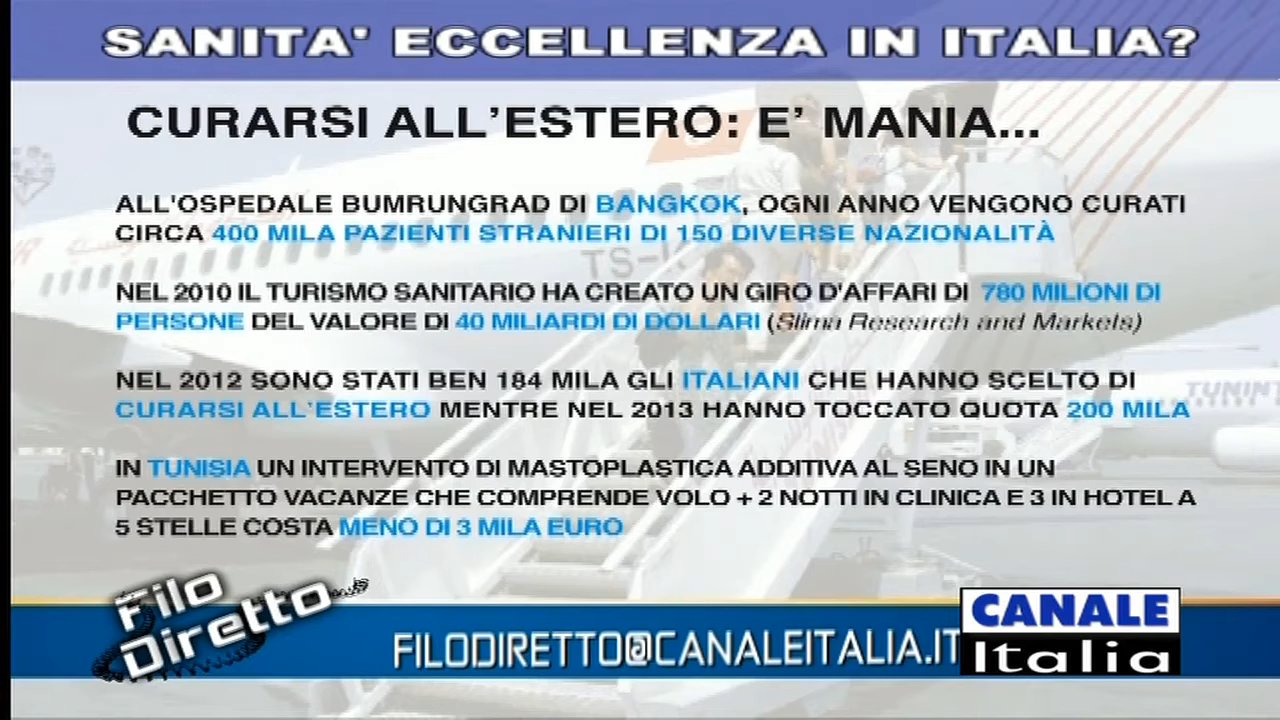 SANITA' ECCELLENZA IN ITALIA?
CURARSI ALL'ESTERO: E' MANIA...
ALL'OSPEDALE BUMRUNGRAD DI BANGKOK, OGNI ANNO VENGONO CURATI
CIRCA 400 MILA PAZIENTI STRANIERI DI 150 DIVERSE NAZIONALITÀ
NEL 2010 IL TURISMO SANITARIO HA CREATO UN GIRO D'AFFARI DI 780 MILIONI DI
PERSONE DEL VALORE DI 40 MILIARDI DI DOLLARI (Slima Research and Markets)
NEL 2012 SONO STATI BEN 184 MILA GLI ITALIANI CHE HANNO SCELTO DI
CURARSI ALL'ESTERO MENTRE NEL 2013 HANNO TOCCATO QUOTA 200 MILA
IN TUNISIA UN INTERVENTO DI MASTOPLASTICA ADDITIVA AL SENO IN UN
PACCHETTO VACANZE CHE COMPRENDE VOLO + 2 NOTTI IN CLINICA E 3 IN HOTEL A
5 STELLE COSTA MENO DI 3 MILA EURO
Filo
Diretto
FILODIRETTO@CANALEITALIA.IT
CANALE
Italia